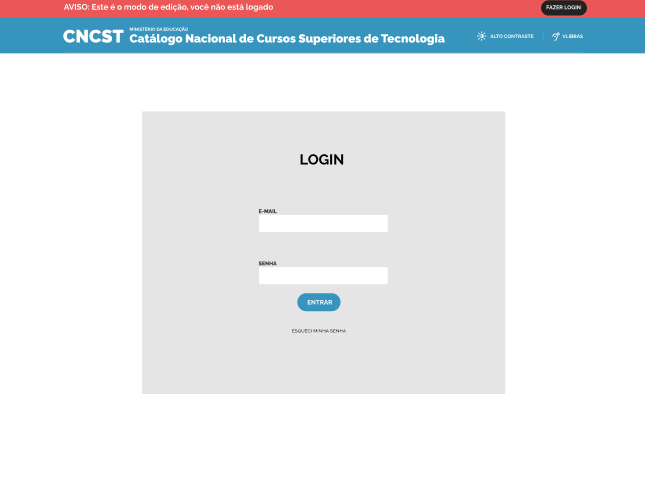 AVISO: Este é o modo de edição, você não está logado
FAZER LOGIN
CNCST
MINISTÉRIO DA EDUCAÇÃO
Catálogo Nacional de Cursos Superiores de Tecnologia
ALTO CONTRASTE
VLIBRAS
LOGIN
E-MAIL
SENHA
ENTRAR
ESQUECI MINHA SENHA